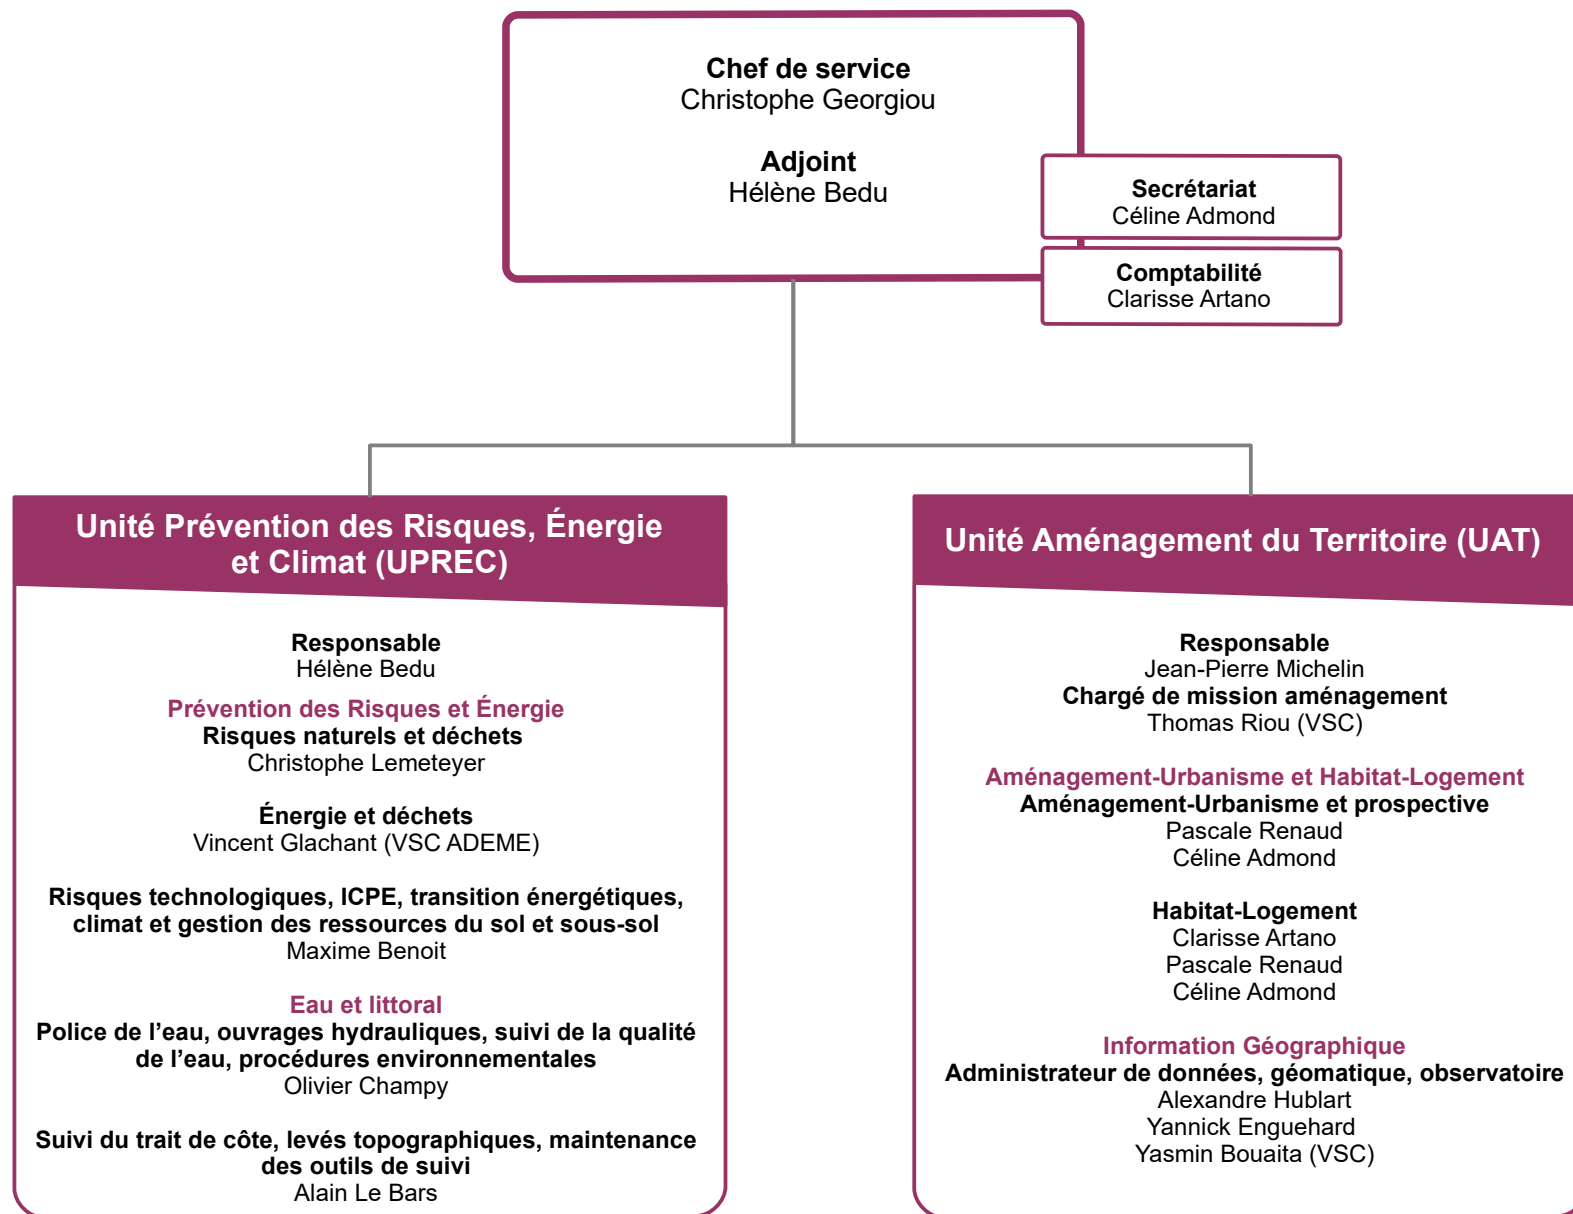 Chef de service
Christophe Georgiou
Adjoint
Hélène Bedu
Secrétariat
Céline Admond
Comptabilité
Clarisse Artano
Unité Prévention des Risques, Énergie
et Climat (UPREC)
Responsable
Hélène Bedu
Prévention des Risques et Énergie
Risques naturels et déchets
Christophe Lemeteyer
Énergie et déchets
Vincent Glachant (VSC ADEME)
Risques technologiques, ICPE, transition énergétiques,
climat et gestion des ressources du sol et sous-sol
Maxime Benoit
Eau et littoral
Police de l’eau, ouvrages hydrauliques, suivi de la qualité
de l’eau, procédures environnementales
Olivier Champy
Suivi du trait de côte, levés topographiques, maintenance
des outils de suivi
Alain Le Bars
Unité Aménagement du Territoire (UAT)
Responsable
Jean-Pierre Michelin
Chargé de mission aménagement
Thomas Riou (VSC)
Aménagement-Urbanisme et Habitat-Logement
Aménagement-Urbanisme et prospective
Pascale Renaud
Céline Admond
Habitat-Logement
Clarisse Artano
Pascale Renaud
Céline Admond
Information Géographique
Administrateur de données, géomatique, observatoire
Alexandre Hublart
Yannick Enguehard
Yasmin Bouaita (VSC)